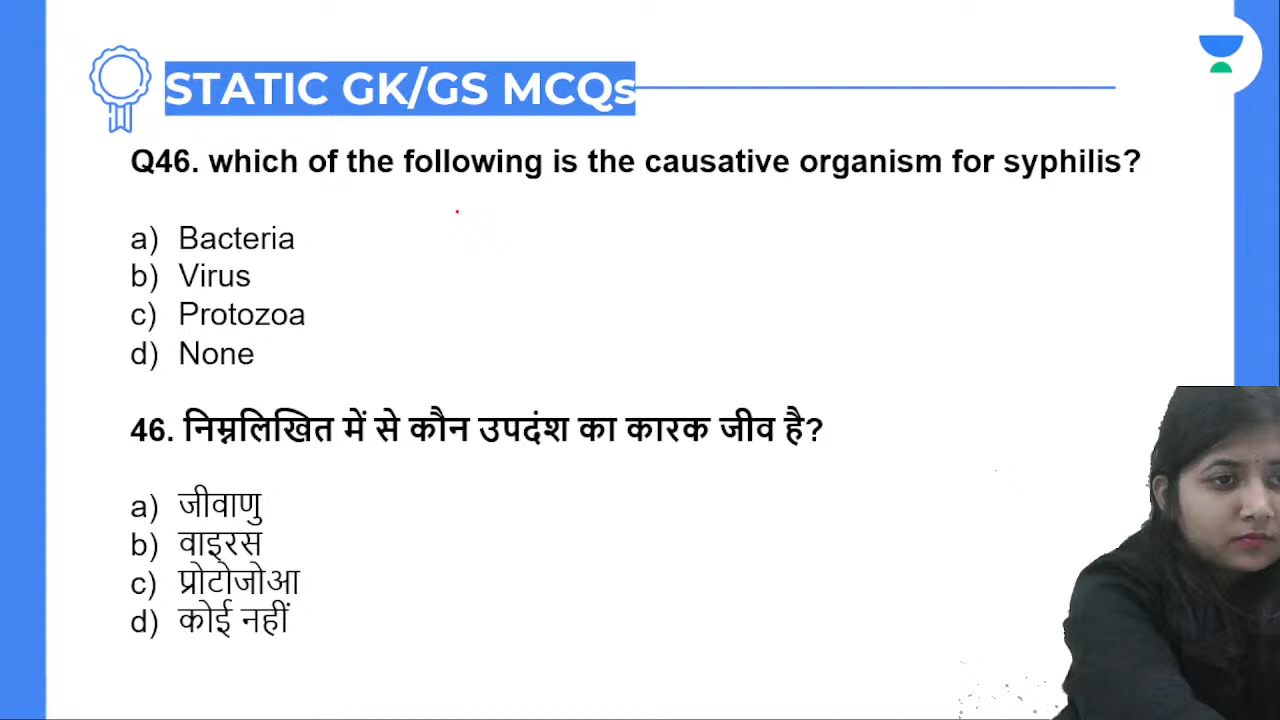 STATIC GK/GS MCQs
Q46. which of the following is the causative organism for syphilis?
a) Bacteria
b) Virus
c) Protozoa
d) None
46. निम्नलिखित में से कौन उपदंश का कारक जीव है?
a) जीवाणु
b) वाइरस
c) प्रोटोजोआ
d) कोई नहीं